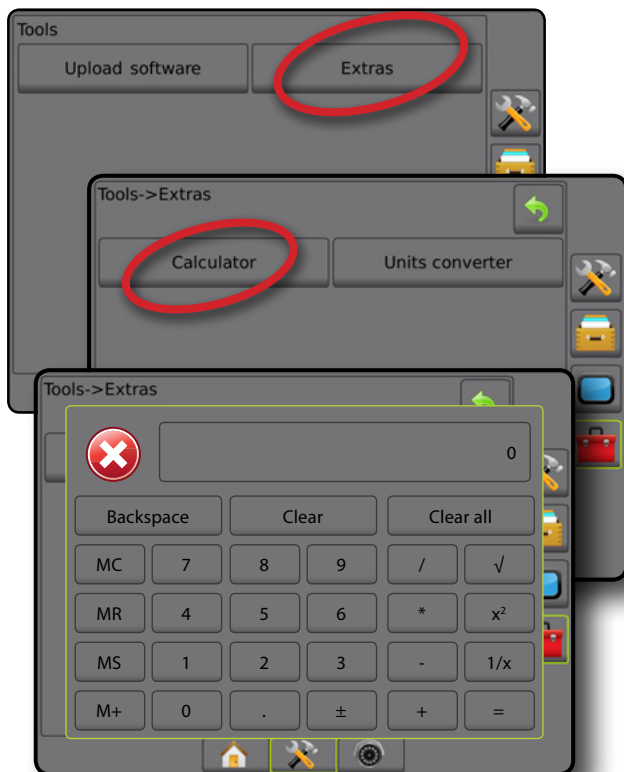 Tools
Upload software Extras
Tools->Extras
Calculator Units converter
Tools->Extras
0
Backspace Clear Clear all
MC 7 8 9 / √
MR 4 5 6 * x²
MS 1 2 3 - 1/x
M+ 0 . ± + =